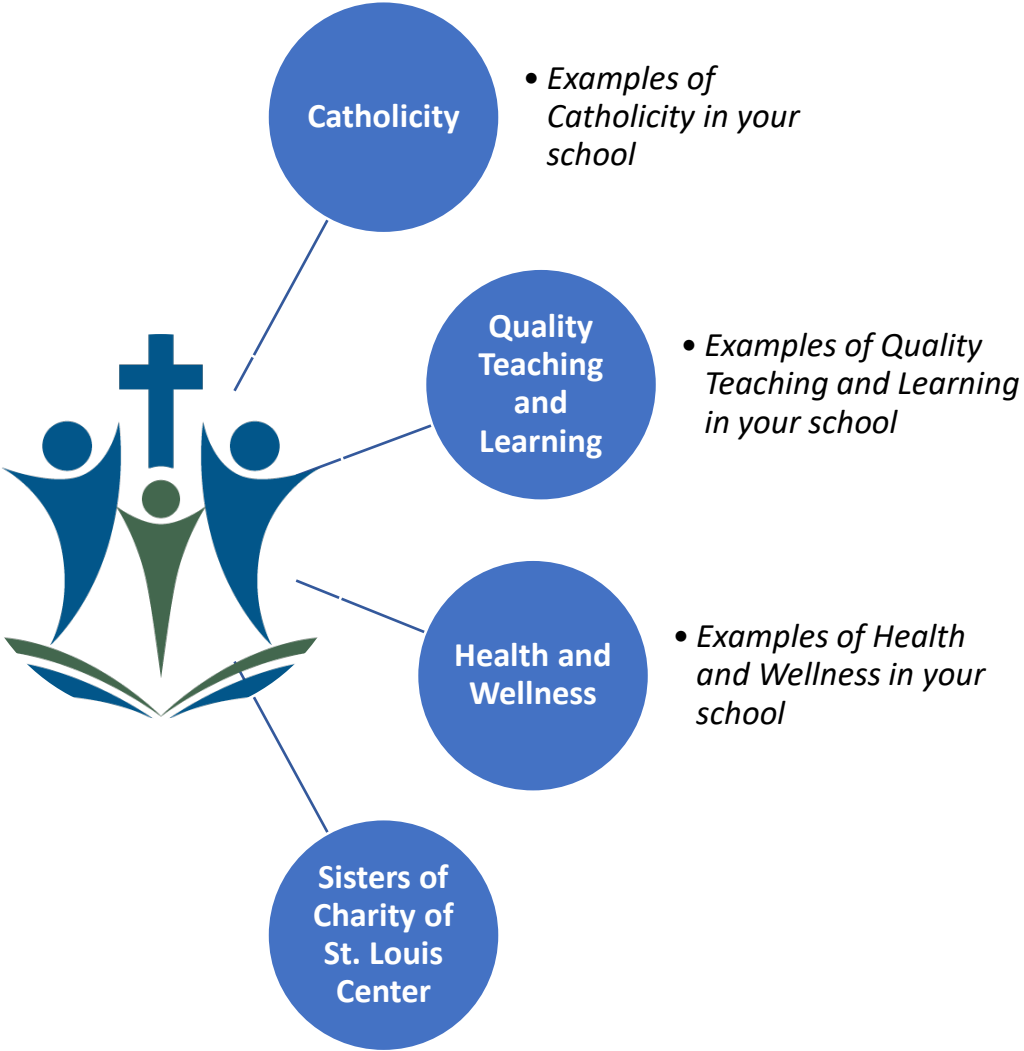 Catholicity
• Examples of
Catholicity in your
school
Quality
Teaching
and
Learning
• Examples of Quality
Teaching and Learning
in your school
Health and
Wellness
• Examples of Health
and Wellness in your
school
Sisters of
Charity of
St. Louis
Center